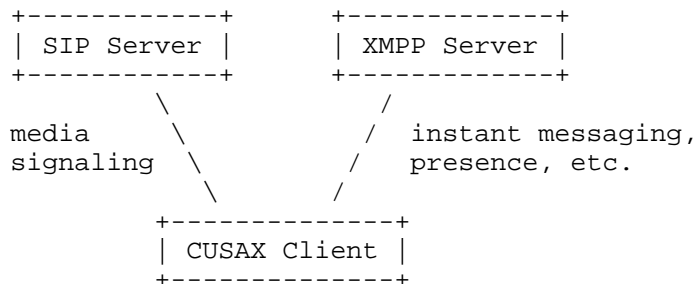 SIP Server XMPP Server
media instant messaging,
signaling presence, etc.
CUSAX Client